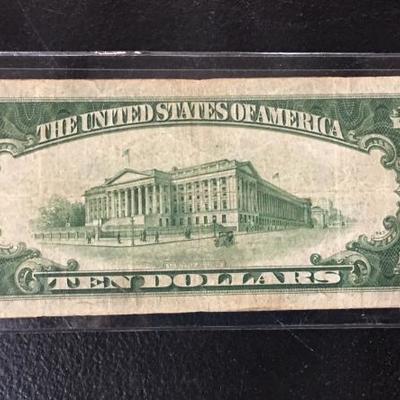 THE UNITED STATES OF AMERICA
TEN DOLLARS